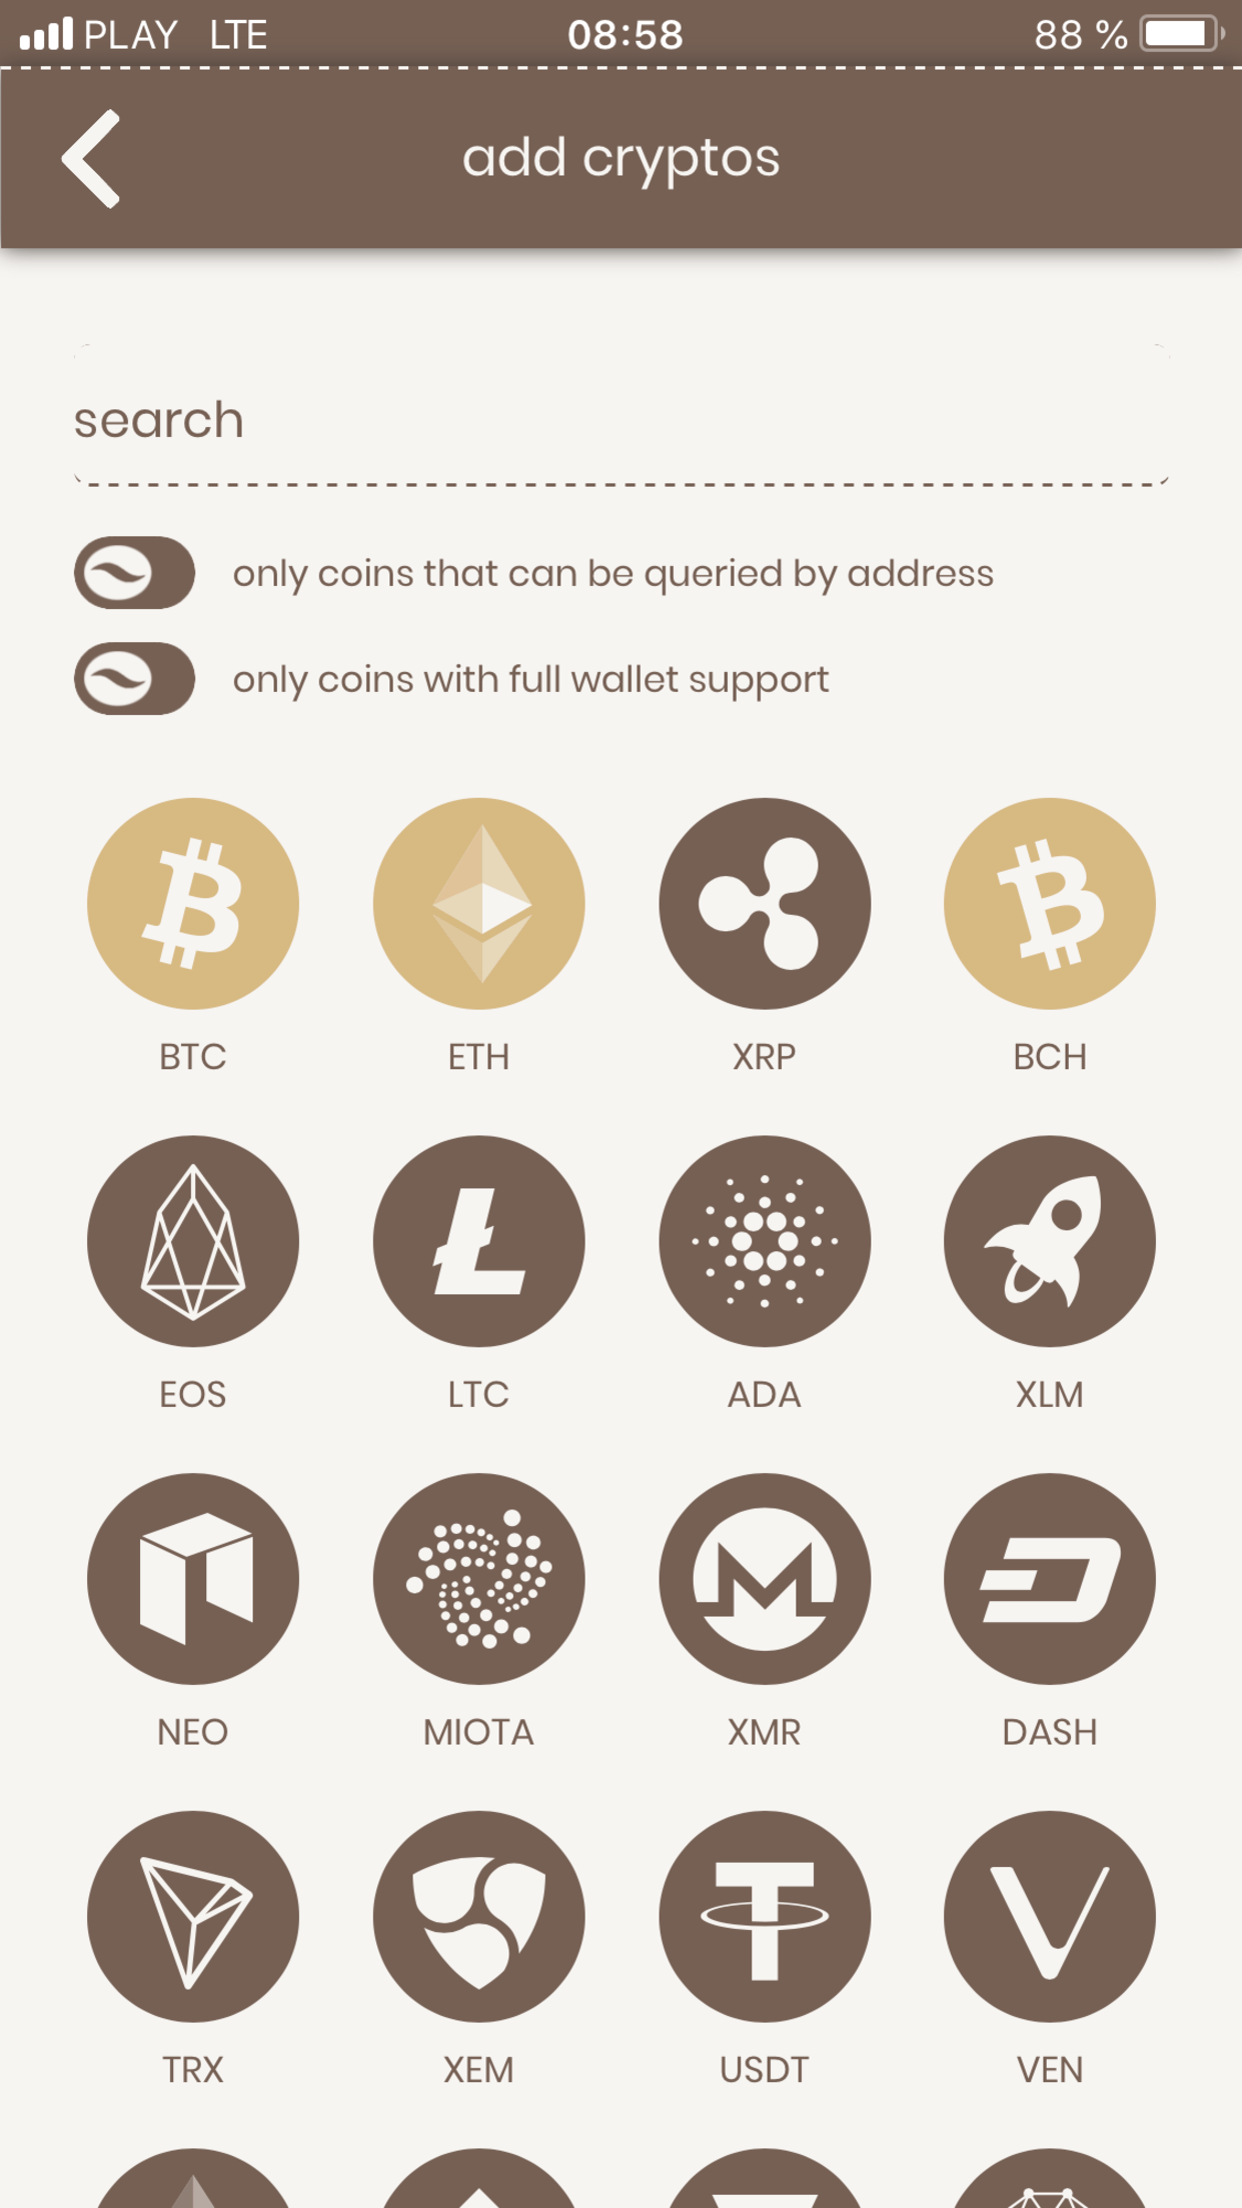 PLAY LTE 08:58 88 %
add cryptos
search
only coins that can be queried by address
only coins with full wallet support
BTC ETH XRP BCH
EOS LTC ADA XLM
NEO MIOTA XMR DASH
TRX XEM USDT VEN